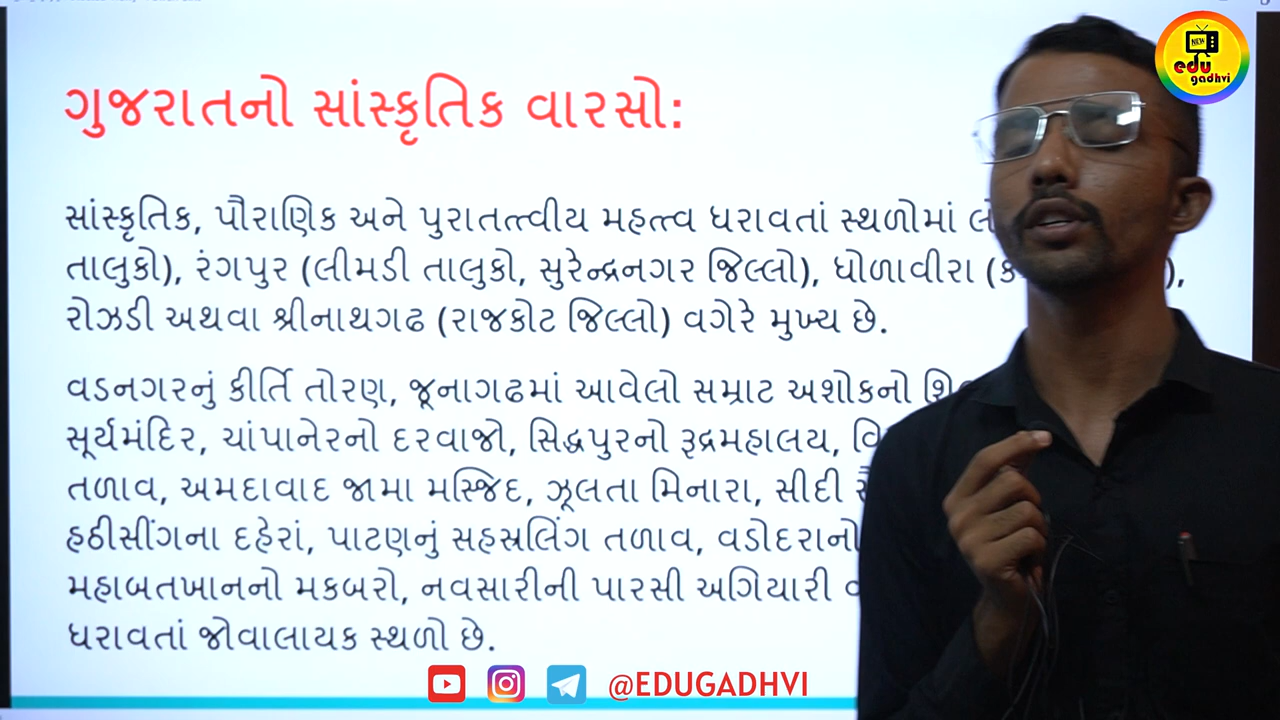 NEW
edu
gadhvi
ગુજરાતનો સાંસ્કૃતિક વારસો:
સાંસ્કૃતિક, પૌરાણિક અને પુરાતત્ત્વીય મહત્ત્વ ધરાવતાં સ્થળોમાં
તાલુકો), રંગપુર (લીમડી તાલુકો, સુરેન્દ્રનગર જિલ્લો), ધોળાવીરા
રોઝડી અથવા શ્રીનાથગઢ (રાજકોટ જિલ્લો) વગેરે મુખ્ય છે.
વડનગરનું કીર્તિ તોરણ, જૂનાગઢમાં આવેલો સમ્રાટ અશોકનો
સૂર્યમંદિર, ચાંપાનેરનો દરવાજો, સિદ્ધપુરનો રૂદ્રમહાલય,
તળાવ, અમદાવાદ જામા મસ્જિદ, ઝૂલતા મિનારા, સીદી
હઠીસીંગના દહેરાં, પાટણનું સહસ્રલિંગ તળાવ, વડોદરાનો
મહાબતખાનનો મકબરો, નવસારીની પારસી અગિયારી
ધરાવતાં જોવાલાયક સ્થળો છે.
@EDUGADHVI